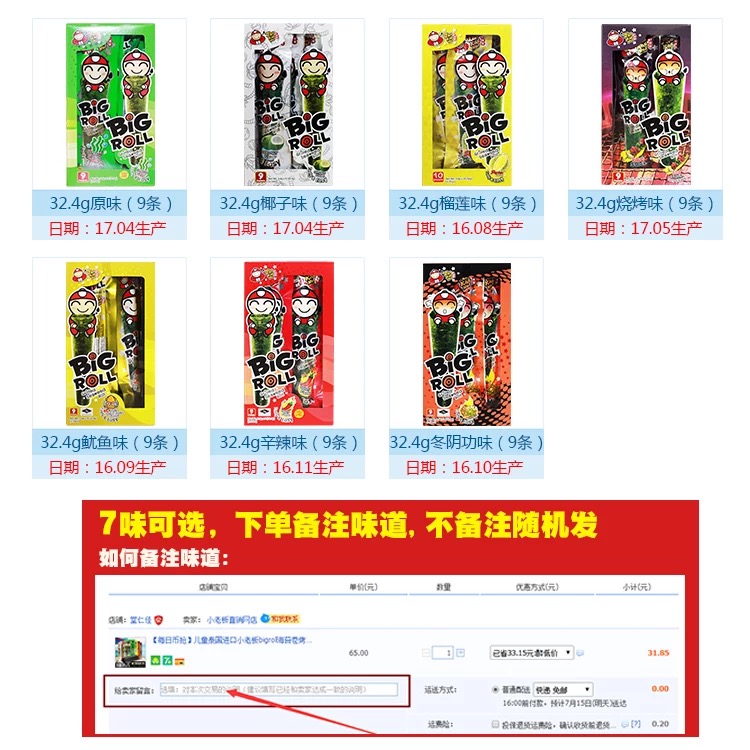 BIG ROLL
BIG ROLL
BIG ROLL
BIG ROLL
BIG ROLL
BIG ROLL
BIG ROLL
BIG ROLL
32.4g原味（9条）
32.4g椰子味（9条）
32.4g榴莲味（9条）
32.4g烧烤味（9条）
日期：17.04生产
日期：17.04生产
日期：16.08生产
日期：17.05生产
BIG ROLL
BIG ROLL
BIG ROLL
32.4g鱿鱼味（9条）
32.4g辛辣味（9条）
32.4g冬阴功味（9条）
日期：16.09生产
日期：16.11生产
日期：16.10生产
7味可选，下单备注味道, 不备注随机发
如何备注味道：
店铺宝贝 单价(元) 数量 优惠方式(元) 小计(元)
店铺： 卖家：小老板直销网店 和我联系
儿童泰国进口小老板bigroll海苔卷烤...
65.00 1 已省33.15元 31.85
给卖家留言： 选填：对本次交易的 （建议填写已经和卖家达成一致的说明）
运送方式： 普通配送 快递 免邮 0.00
16:00前付款，预计7月15日(明天)送达
运费险： 投保退货运费险，确认收货前退货... [?] 0.20